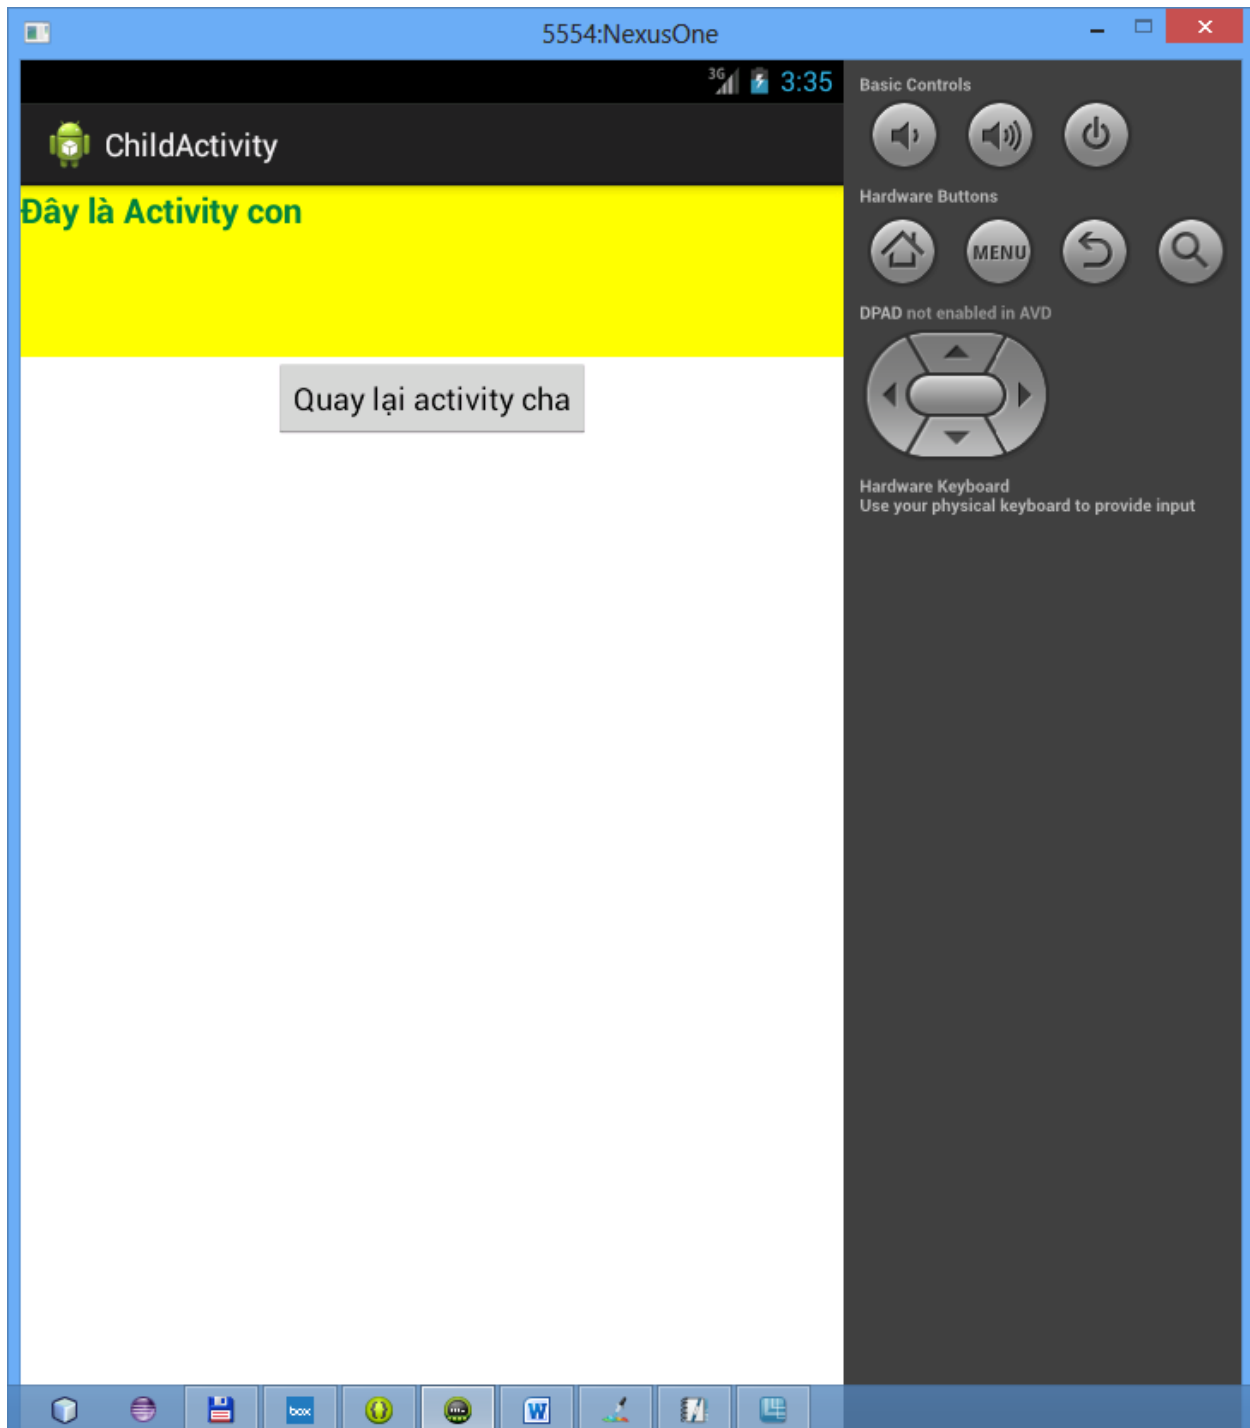 5554:NexusOne
3G 3:35
ChildActivity
Đây là Activity con
Quay lại activity cha
Basic Controls
Hardware Buttons
MENU
DPAD not enabled in AVD
Hardware Keyboard
Use your physical keyboard to provide input
box
W